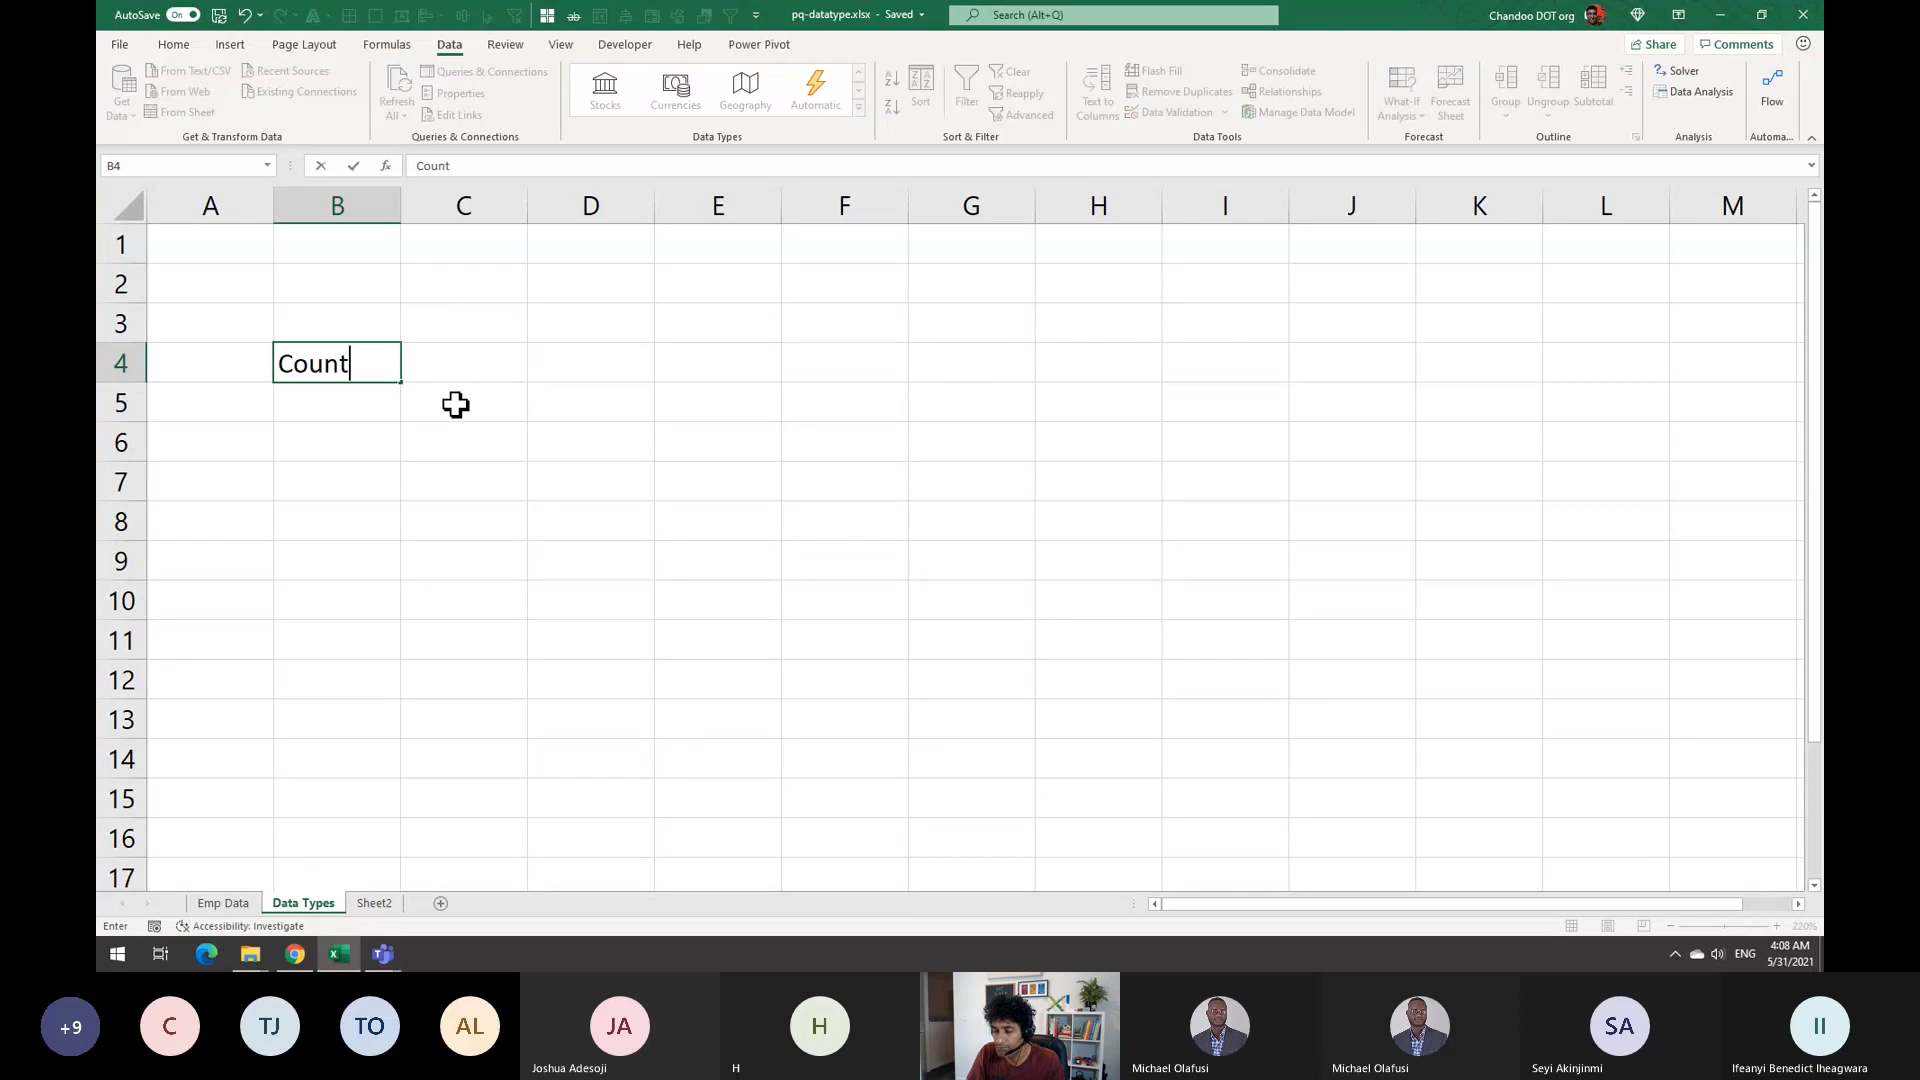 AutoSave On pq-datatype.xlsx - Saved Search (Alt+Q) Chandoo DOT org
File Home Insert Page Layout Formulas Data Review View Developer Help Power Pivot Share Comments
Get Data From Text/CSV From Web From Sheet Recent Sources Existing Connections
Get & Transform Data
Refresh All Queries & Connections Properties Edit Links
Queries & Connections
Stocks Currencies Geography Automatic
Data Types
Sort Filter Clear Reapply Advanced
Sort & Filter
Text to Columns Flash Fill Remove Duplicates Data Validation Consolidate Relationships Manage Data Model
Data Tools
What-If Analysis Forecast Sheet
Forecast
Group Ungroup Subtotal
Outline
Solver Data Analysis
Analysis
Flow
Automa...
B4 fx Count
A B C D E F G H I J K L M
1
2
3
4 Count
5
6
7
8
9
10
11
12
13
14
15
16
17
Emp Data Data Types Sheet2
Enter Accessibility: Investigate 220%
ENG 4:08 AM
5/31/2021
+9 C TJ TO AL JA H SA II
Joshua Adesoji H Michael Olafusi Michael Olafusi Seyi Akinjinmi Ifeanyi Benedict Iheagwara